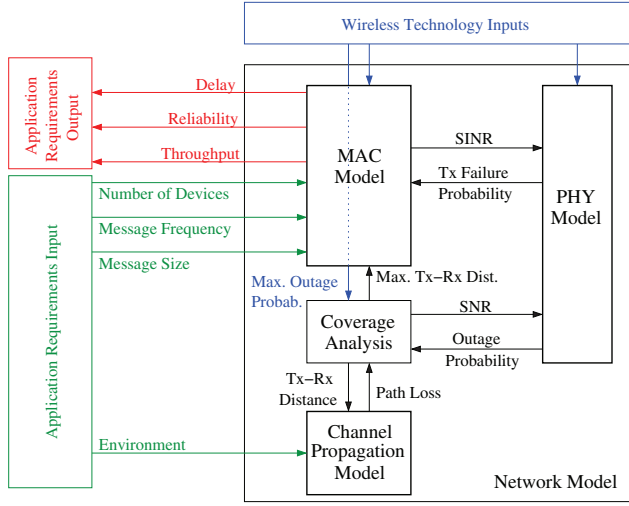 Wireless Technology Inputs
Application
Requirements
Output
Delay
Reliability
Throughput
MAC
Model
SINR
Tx Failure
Probability
PHY
Model
Application Requirements Input
Number of Devices
Message Frequency
Message Size
Max. Outage
Probab.
Max. Tx−Rx Dist.
Coverage
Analysis
SNR
Outage
Probability
Tx−Rx
Distance
Path Loss
Environment
Channel
Propagation
Model
Network Model